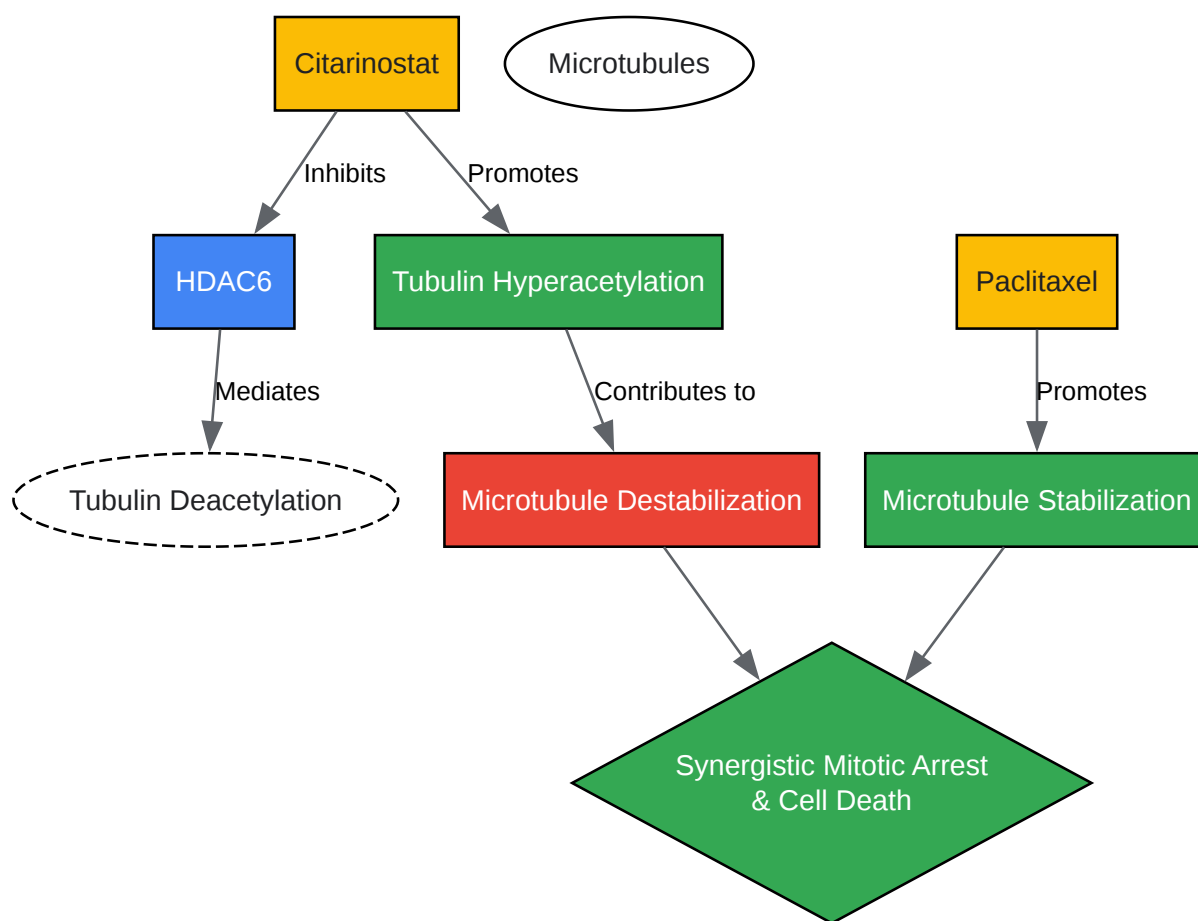 Citarinostat
Microtubules
Inhibits
Promotes
HDAC6
Tubulin Hyperacetylation
Paclitaxel
Mediates
Contributes to
Promotes
Tubulin Deacetylation
Microtubule Destabilization
Microtubule Stabilization
Synergistic Mitotic Arrest
& Cell Death